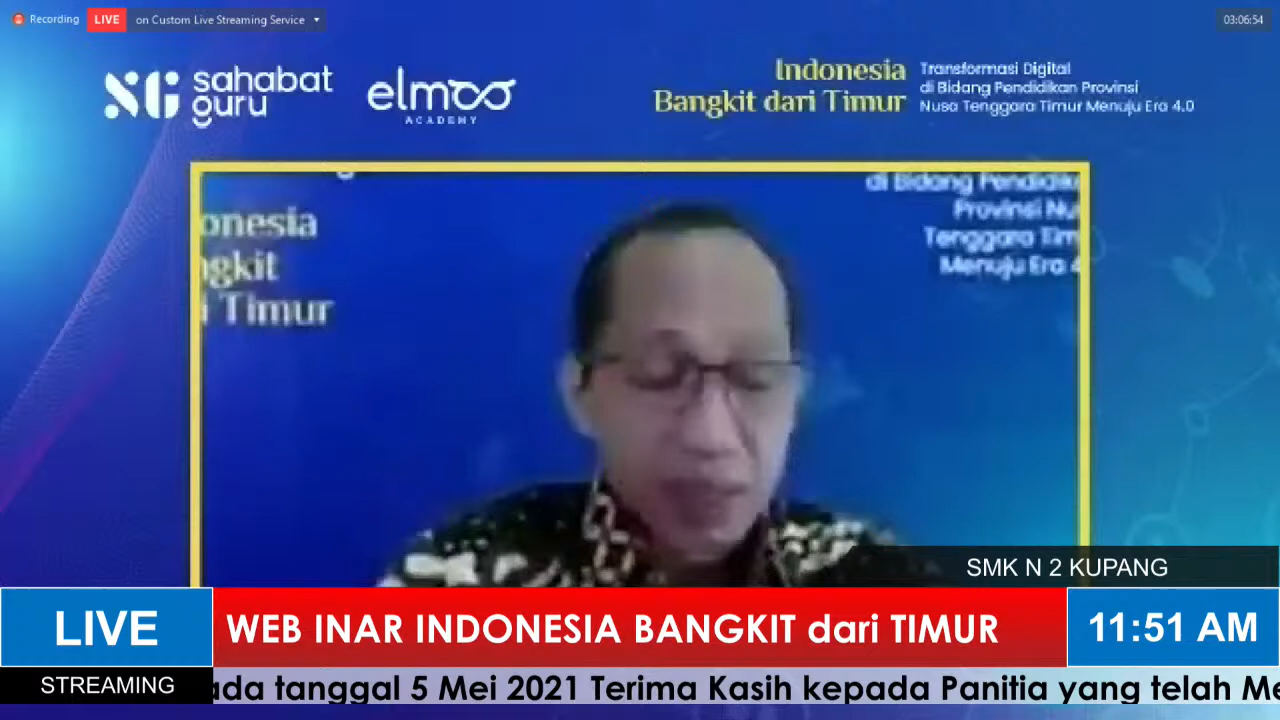 Recording
LIVE
on Custom Live Streaming Service
03:06:54
SG sahabat guru
elmoo
ACADEMY
Indonesia
Bangkit dari Timur
Transformasi Digital
di Bidang Pendidikan Provinsi
Nusa Tenggara Timur Menuju Era 4.0
onesia
ngkit
i Timur
di Bidang Pendidik
Provinsi Nu
Tenggara Tim
Menuju Era 4
SMK N 2 KUPANG
LIVE
WEB INAR INDONESIA BANGKIT dari TIMUR
11:51 AM
STREAMING
ada tanggal 5 Mei 2021 Terima Kasih kepada Panitia yang telah Me